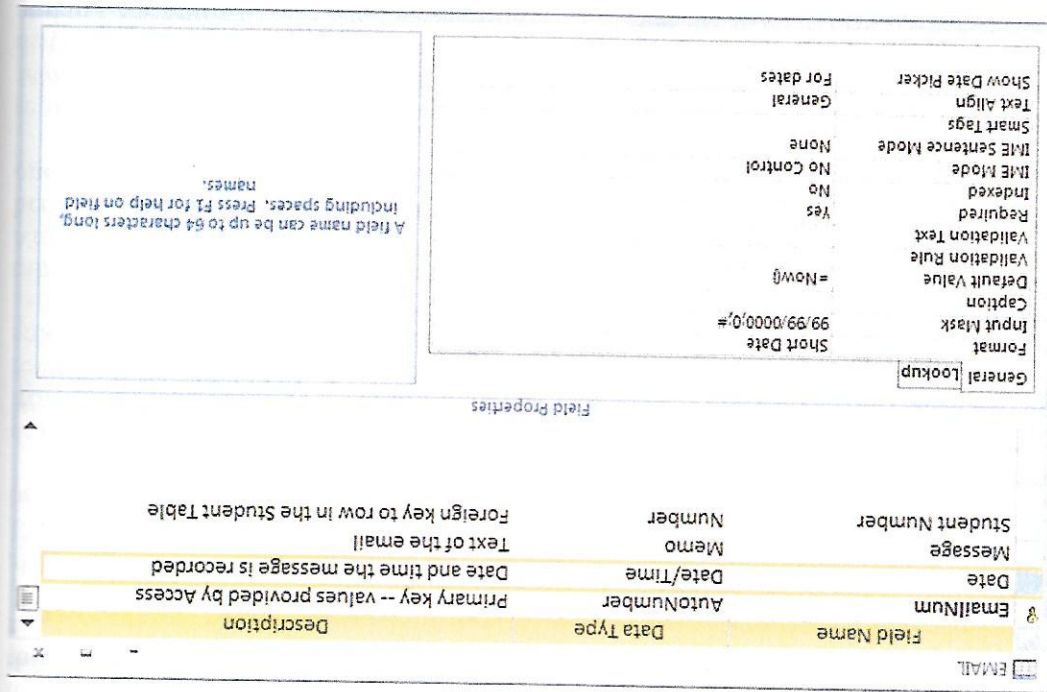 EMAIL
Field Name Data Type Description
EmailNum AutoNumber Primary key -- values provided by Access
Date Date/Time Date and time the message is recorded
Message Memo Text of the email
Student Number Number Foreign key to row in the Student Table
Field Properties
General Lookup
Format Short Date
Input Mask 99/99/0000;0;#
Caption
Default Value =Now()
Validation Rule
Validation Text
Required Yes
Indexed No
IME Mode No Control
IME Sentence Mode None
Smart Tags
Text Align General
Show Date Picker For dates
A field name can be up to 64 characters long,
including spaces. Press F1 for help on field
names.